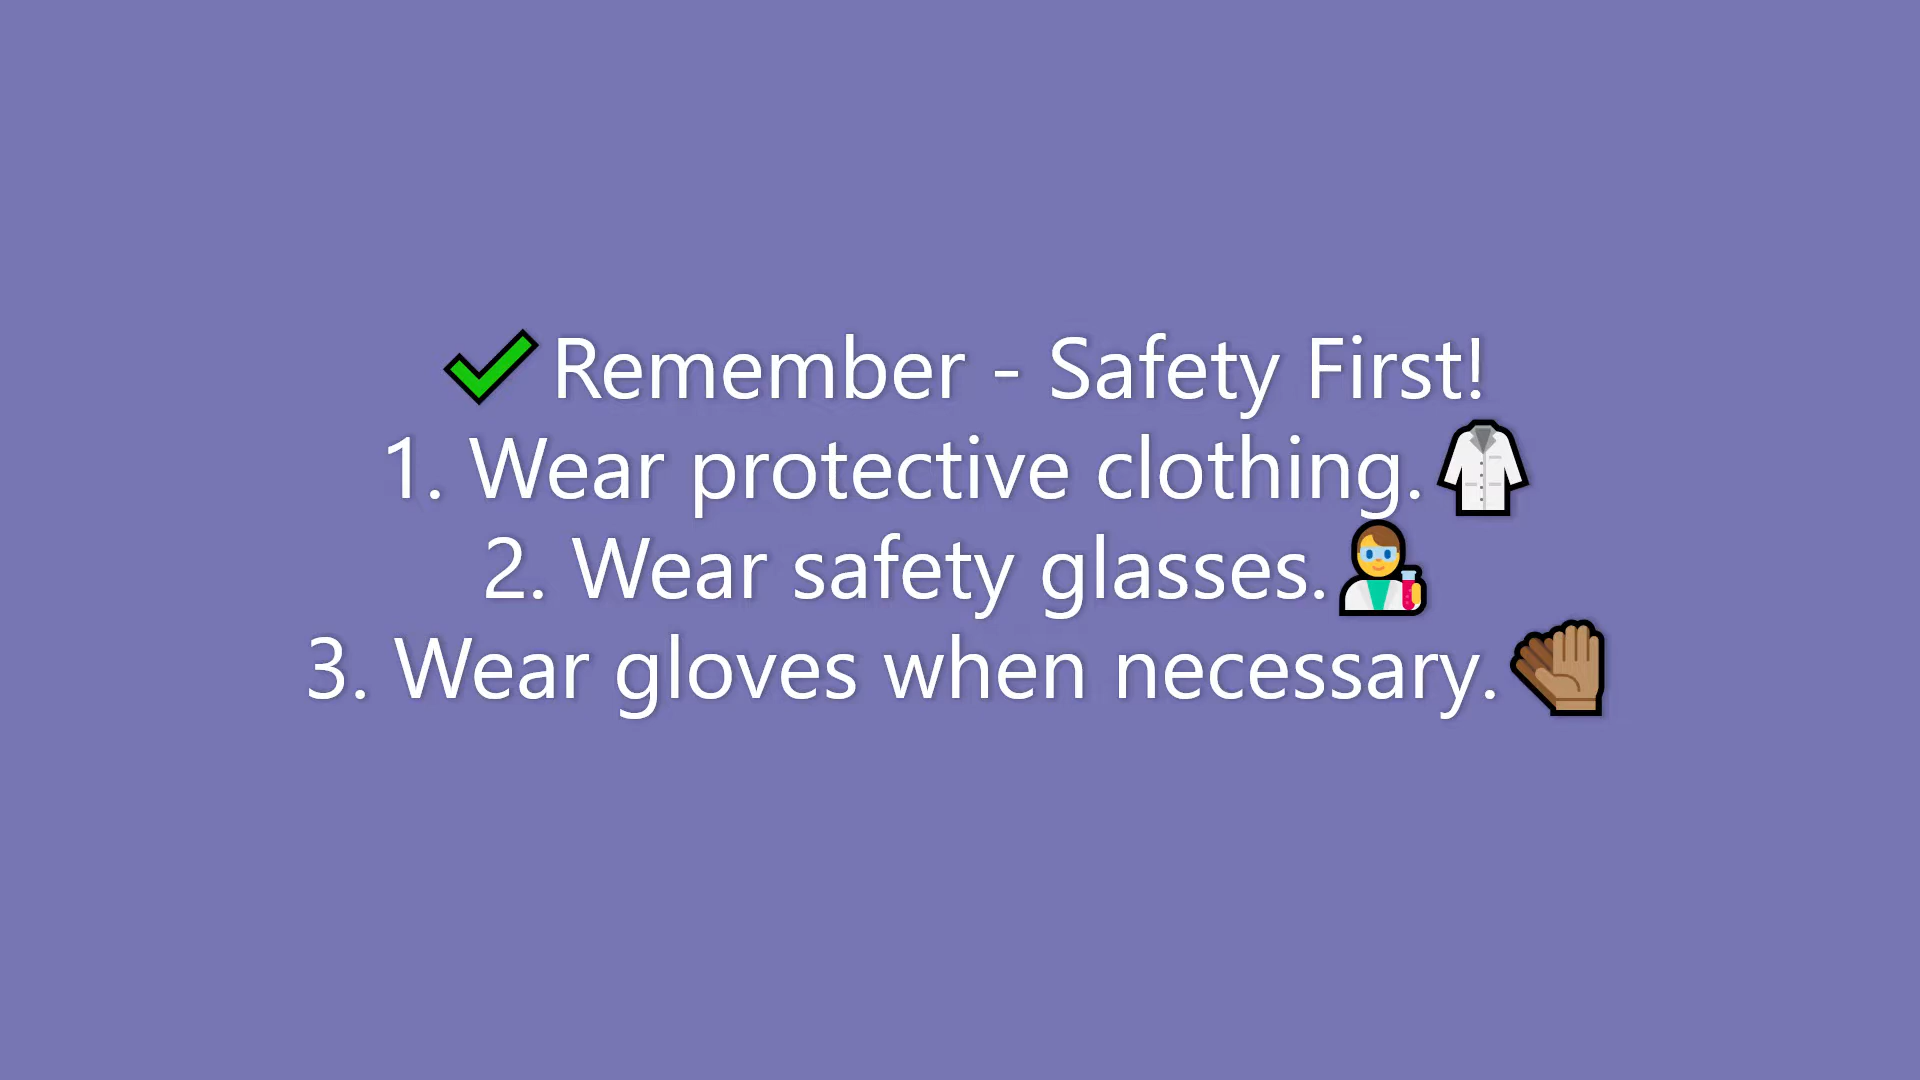 ✔ Remember - Safety First!
1. Wear protective clothing.🥼
2. Wear safety glasses.👨‍🔬
3. Wear gloves when necessary.🧤